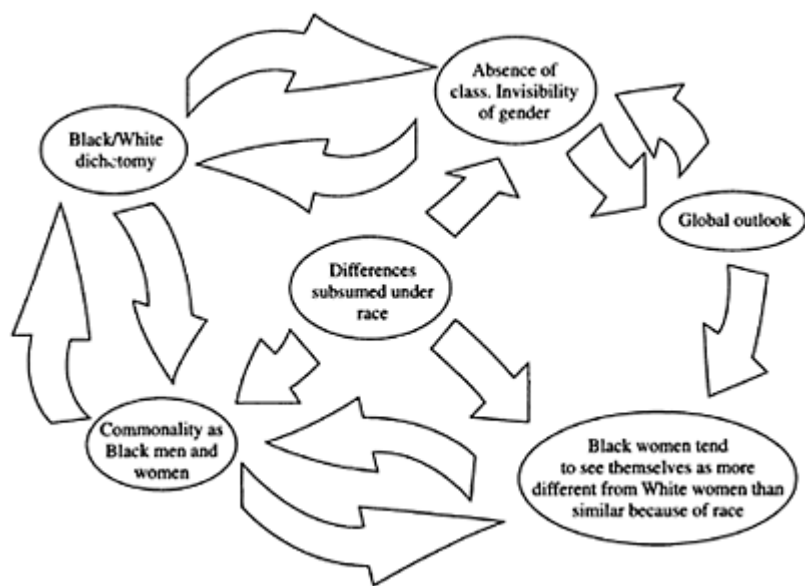 Absence of
class. Invisibility
of gender
Black/White
dichotomy
Global outlook
Differences
subsumed under
race
Commonality as
Black men and
women
Black women tend
to see themselves as more
different from White women than
similar because of race